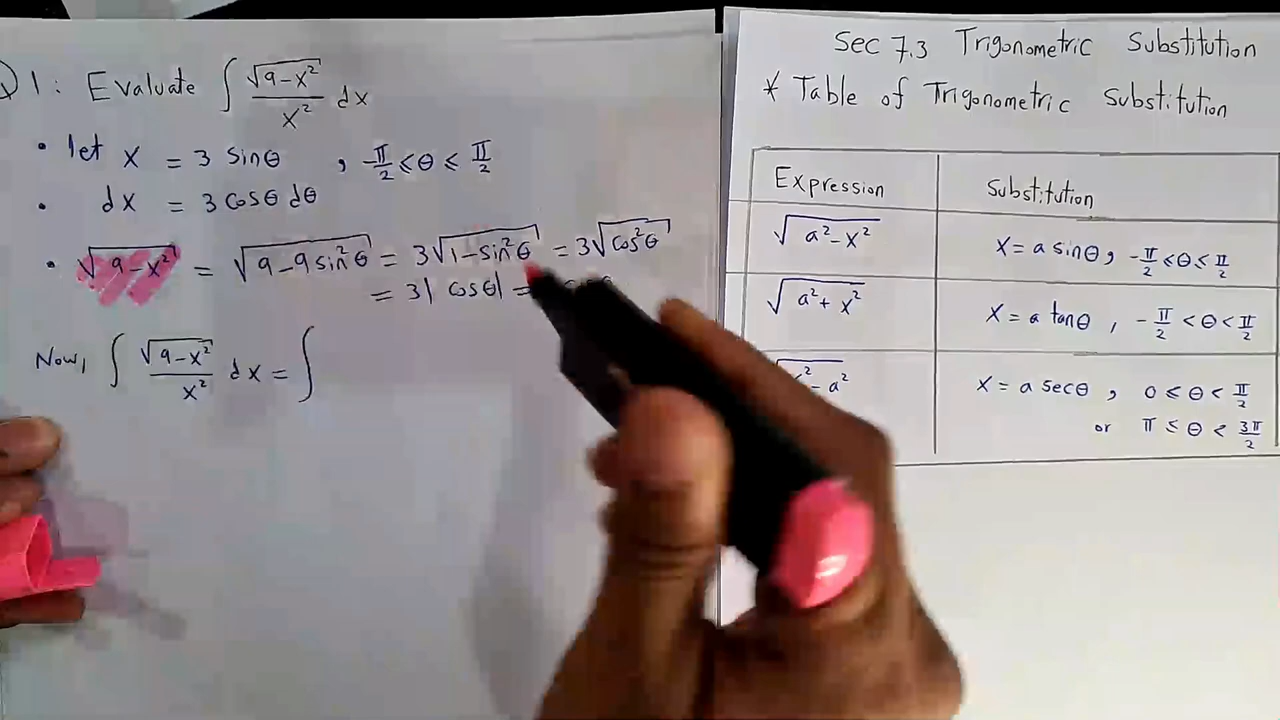 Q1: Evaluate ∫ √(9-x²) / x² dx
• let x = 3 sinθ , -π/2 ≤ θ ≤ π/2
• dx = 3 cosθ dθ
• √(9-x²) = √(9-9sin²θ) = 3√(1-sin²θ) = 3√(cos²θ)
= 3| cosθ| =
Now, ∫ √(9-x²) / x² dx = ∫
Sec 7.3 Trigonometric Substitution
* Table of Trigonometric Substitution
Expression Substitution
√(a²-x²) x = a sinθ, -π/2 ≤ θ ≤ π/2
√(a²+x²) x = a tanθ , -π/2 < θ < π/2
² - a² x = a secθ , 0 ≤ θ < π/2
or π ≤ θ < 3π/2